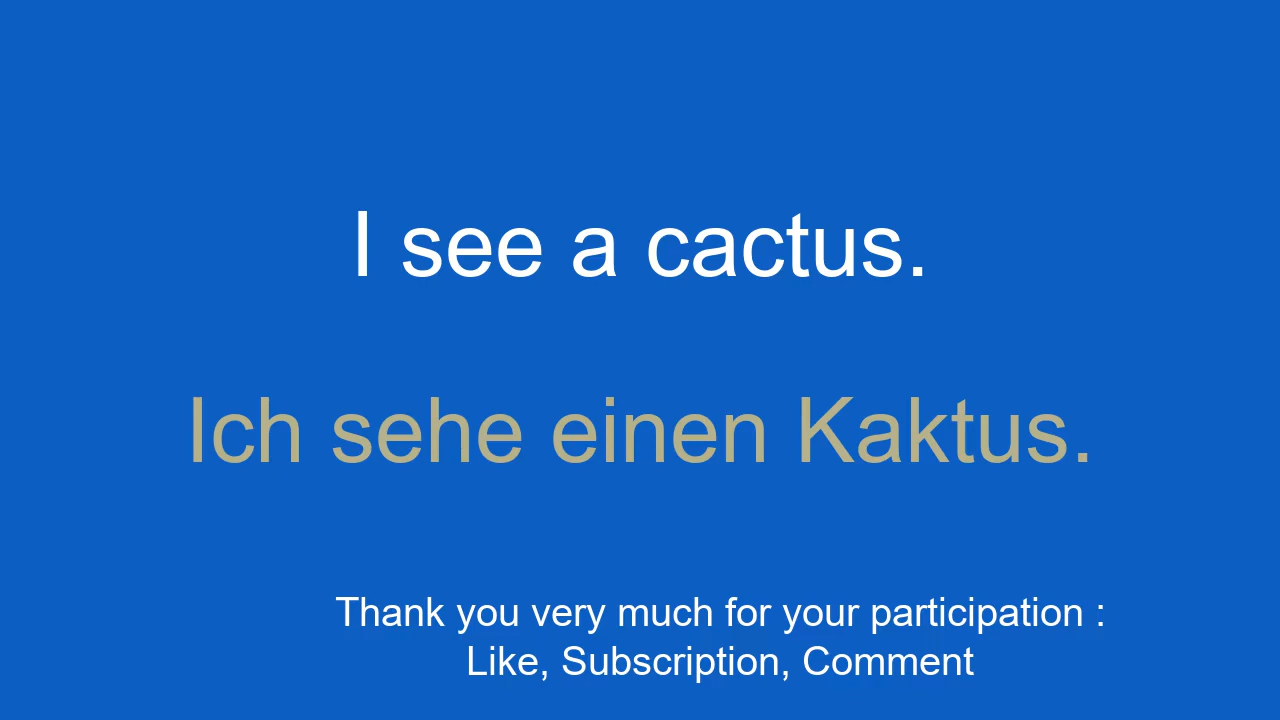 I see a cactus.
Ich sehe einen Kaktus.
Thank you very much for your participation :
Like, Subscription, Comment